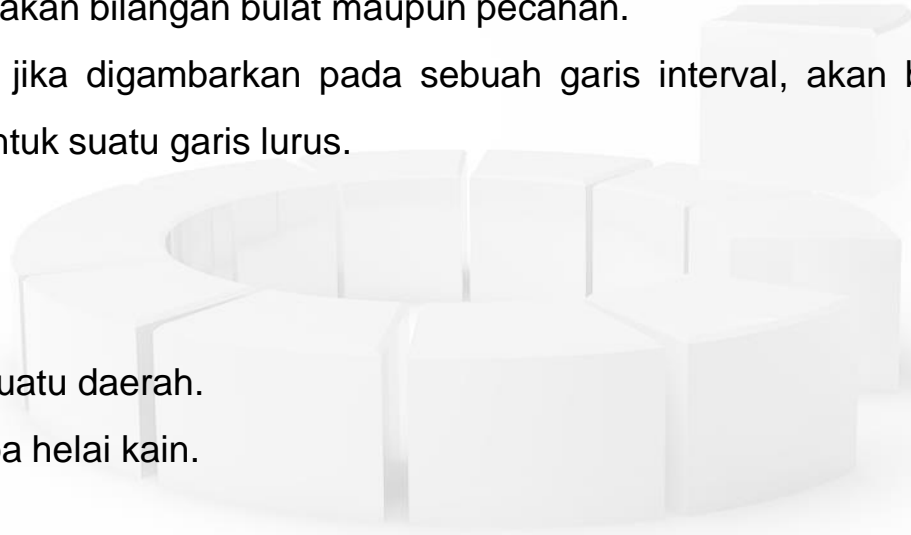 akan bilangan bulat maupun pecahan.
jika digambarkan pada sebuah garis interval, akan
ntuk suatu garis lurus.
uatu daerah.
a helai kain.